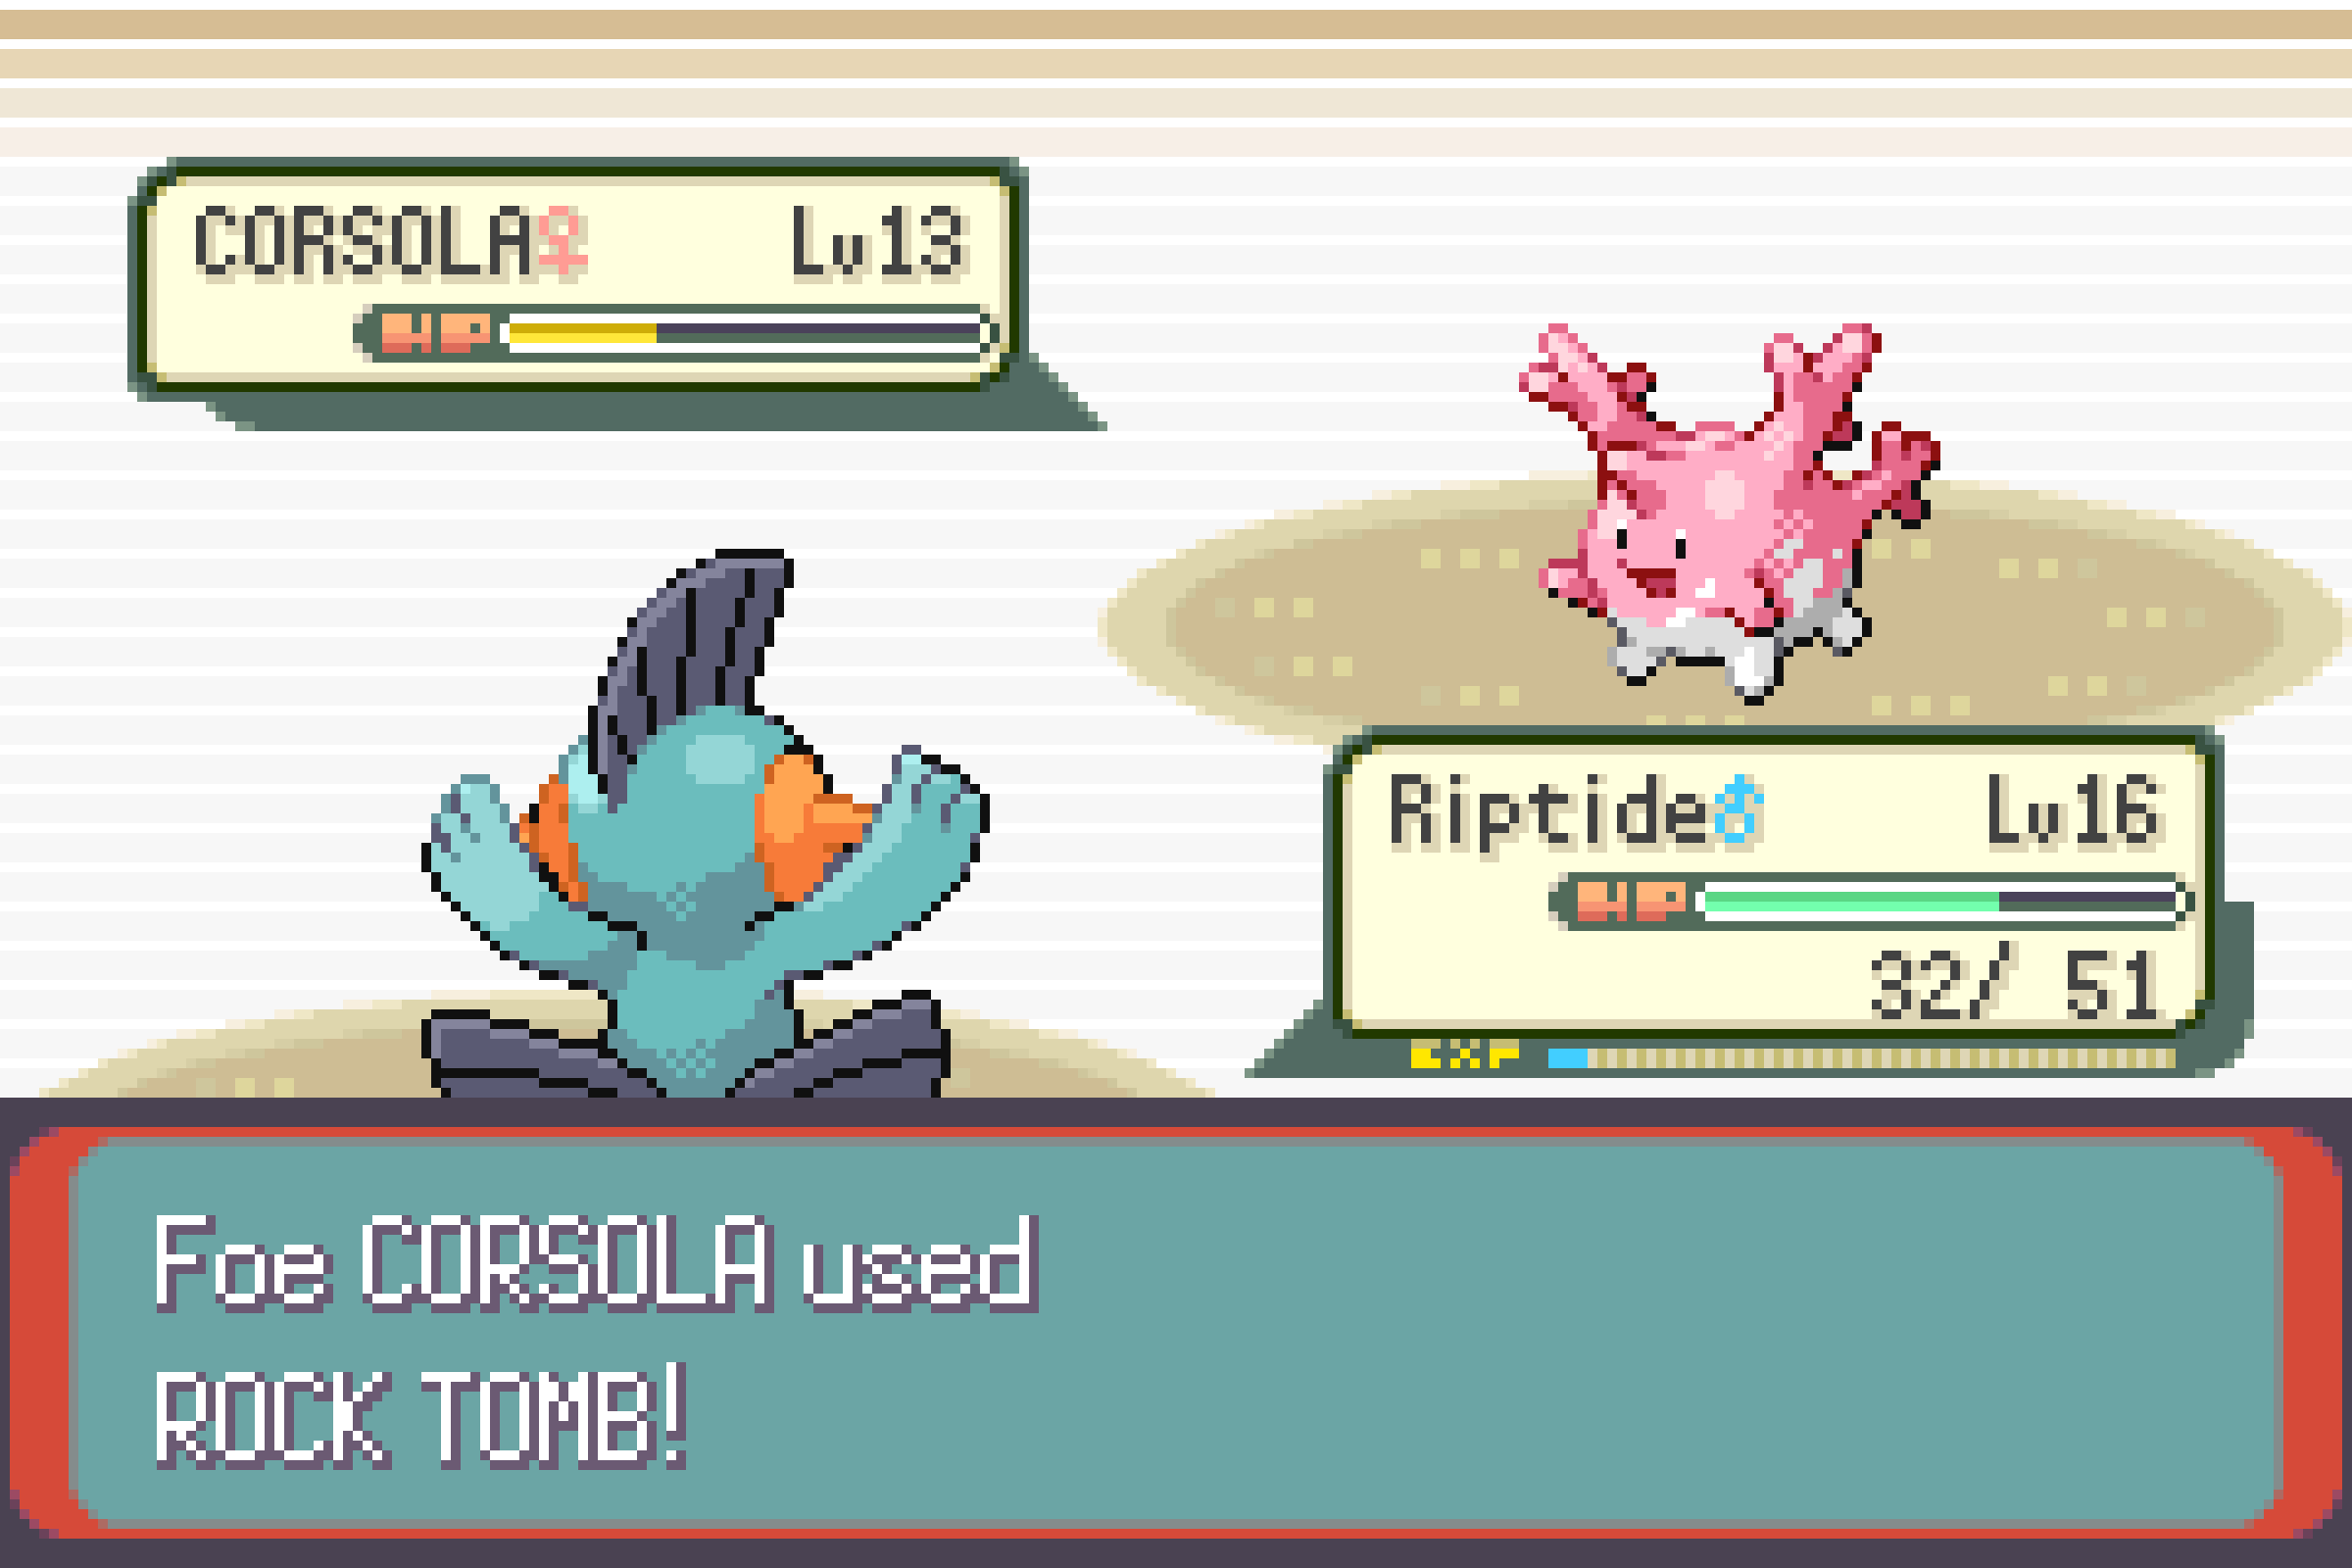 CORSOLA♀ Lv13
HP
Riptide♂ Lv16
HP
32/ 51
EXP
Foe CORSOLA used
ROCK TOMB!